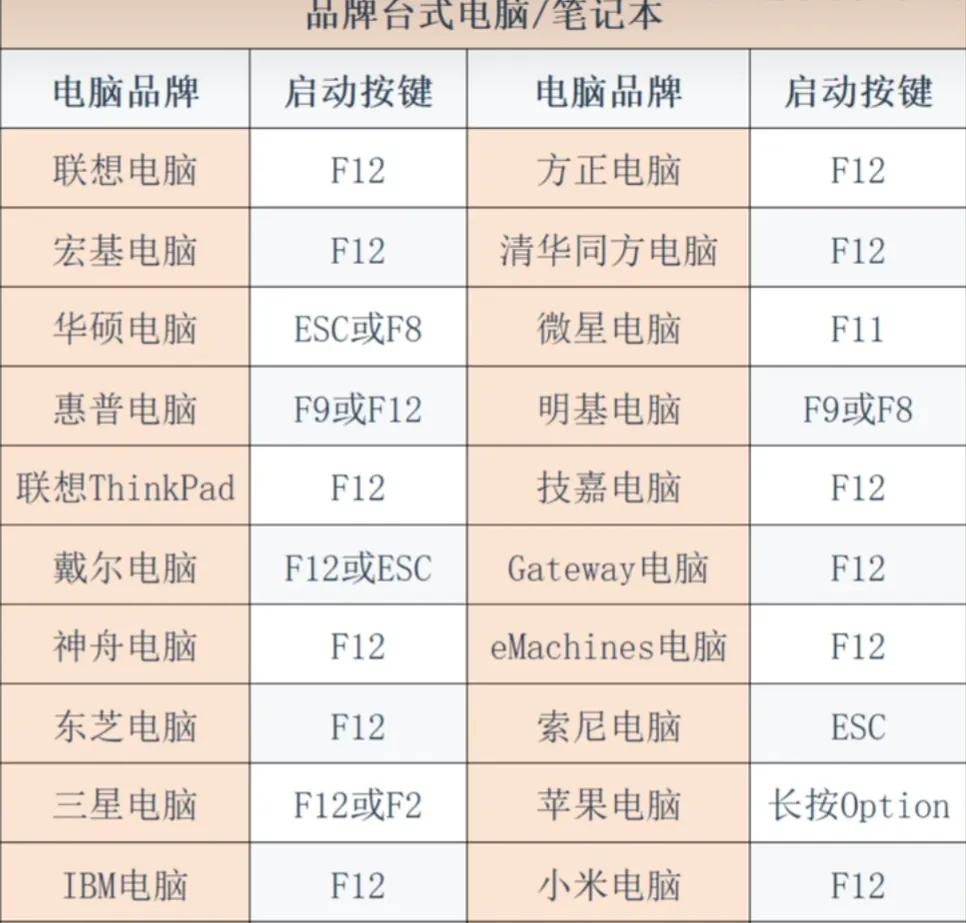 品牌台式电脑/笔记本
电脑品牌 启动按键 电脑品牌 启动按键
联想电脑 F12 方正电脑 F12
宏基电脑 F12 清华同方电脑 F12
华硕电脑 ESC或F8 微星电脑 F11
惠普电脑 F9或F12 明基电脑 F9或F8
联想ThinkPad F12 技嘉电脑 F12
戴尔电脑 F12或ESC Gateway电脑 F12
神舟电脑 F12 eMachines电脑 F12
东芝电脑 F12 索尼电脑 ESC
三星电脑 F12或F2 苹果电脑 长按Option
IBM电脑 F12 小米电脑 F12